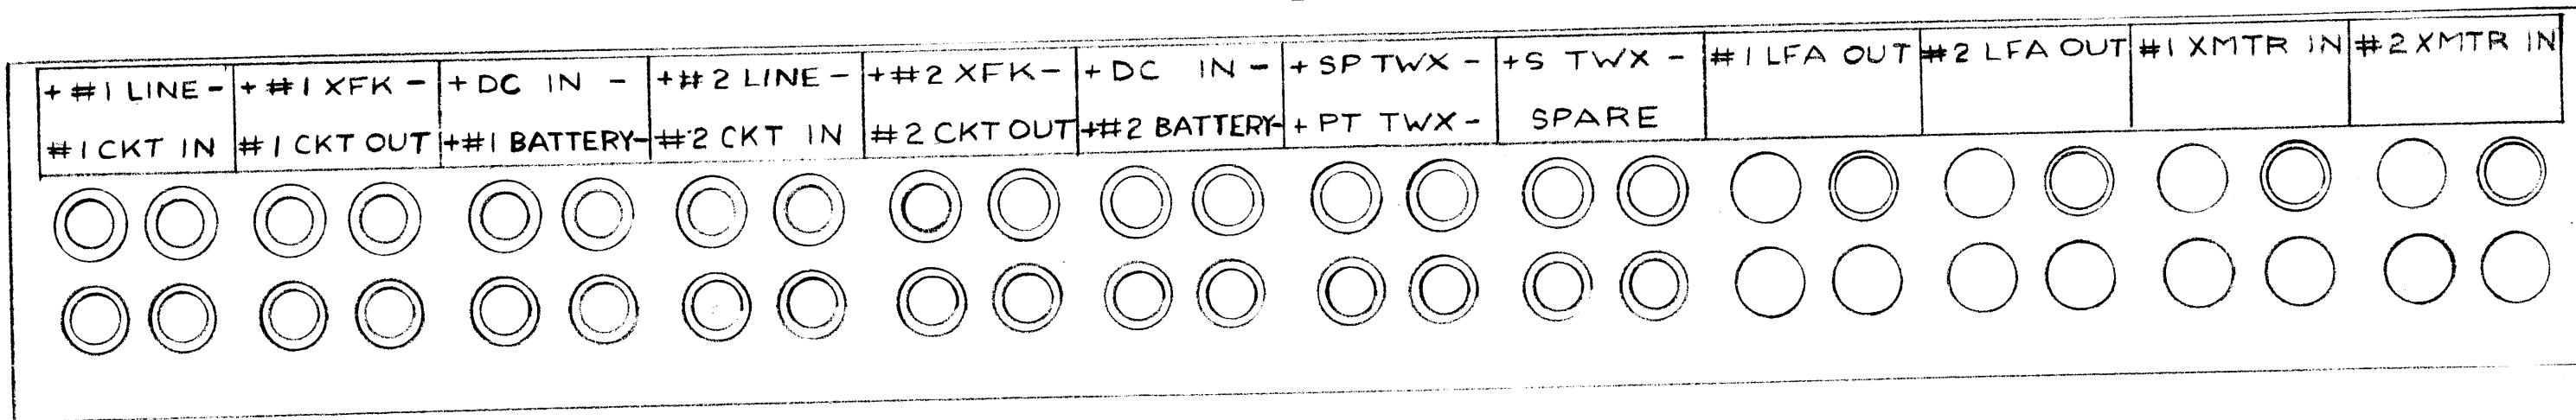 + #1 LINE -
#1 CKT IN
+ #1 XFK -
#1 CKT OUT
+ DC IN -
+#1 BATTERY-
+# 2 LINE -
#2 CKT IN
+#2 XFK-
#2 CKT OUT
+ DC IN -
+#2 BATTERY-
+ SP TWX -
+ PT TWX -
+S TWX -
SPARE
#1 LFA OUT
#2 LFA OUT
#1 XMTR IN
#2 XMTR IN